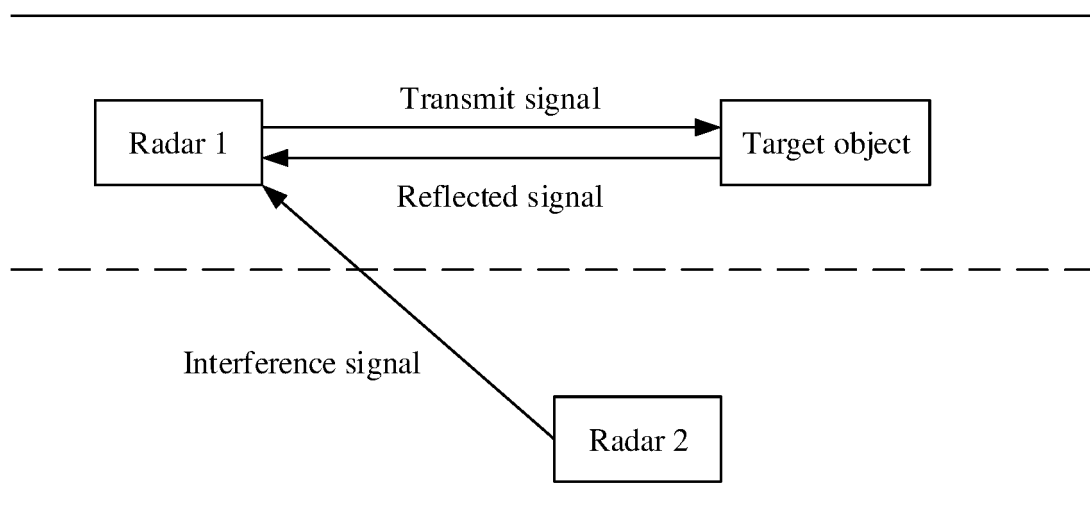 Transmit signal
Radar 1
Target object
Reflected signal
Interference signal
Radar 2